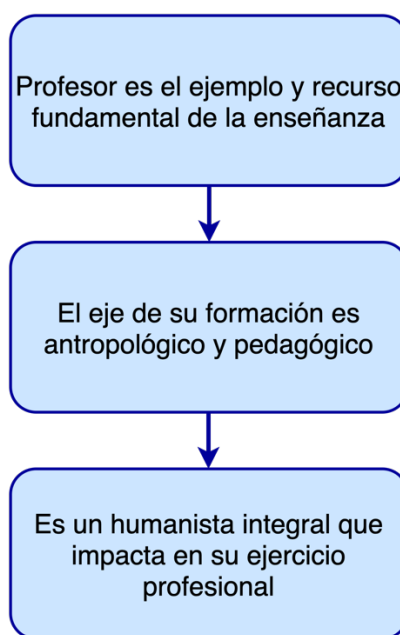 Profesor es el ejemplo y recurso
fundamental de la enseñanza
El eje de su formación es
antropológico y pedagógico
Es un humanista integral que
impacta en su ejercicio
profesional